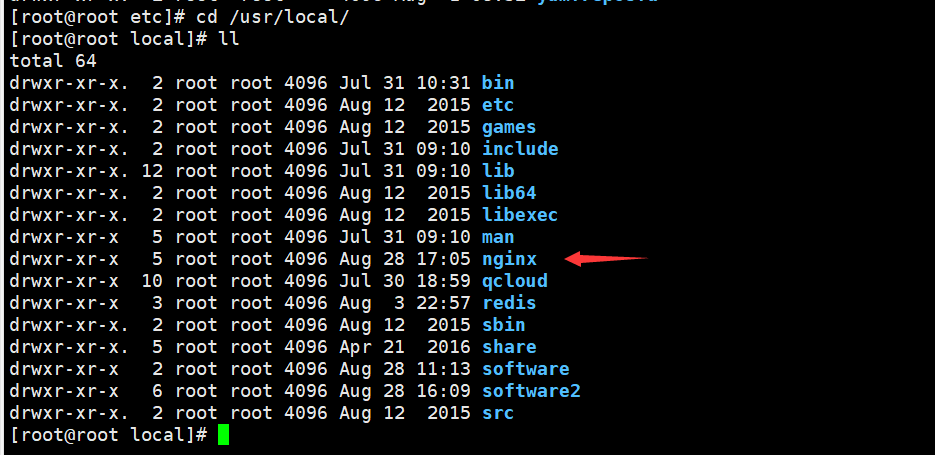 [root@root etc]# cd /usr/local/
[root@root local]# ll
total 64
drwxr-xr-x.  2 root root 4096 Jul 31 10:31 bin
drwxr-xr-x.  2 root root 4096 Aug 12  2015 etc
drwxr-xr-x.  2 root root 4096 Aug 12  2015 games
drwxr-xr-x.  2 root root 4096 Jul 31 09:10 include
drwxr-xr-x. 12 root root 4096 Jul 31 09:10 lib
drwxr-xr-x.  2 root root 4096 Aug 12  2015 lib64
drwxr-xr-x.  2 root root 4096 Aug 12  2015 libexec
drwxr-xr-x   5 root root 4096 Jul 31 09:10 man
drwxr-xr-x   5 root root 4096 Aug 28 17:05 nginx
drwxr-xr-x  10 root root 4096 Jul 30 18:59 qcloud
drwxr-xr-x   3 root root 4096 Aug  3 22:57 redis
drwxr-xr-x.  2 root root 4096 Aug 12  2015 sbin
drwxr-xr-x.  5 root root 4096 Apr 21  2016 share
drwxr-xr-x   2 root root 4096 Aug 28 11:13 software
drwxr-xr-x   6 root root 4096 Aug 28 16:09 software2
drwxr-xr-x.  2 root root 4096 Aug 12  2015 src
[root@root local]#